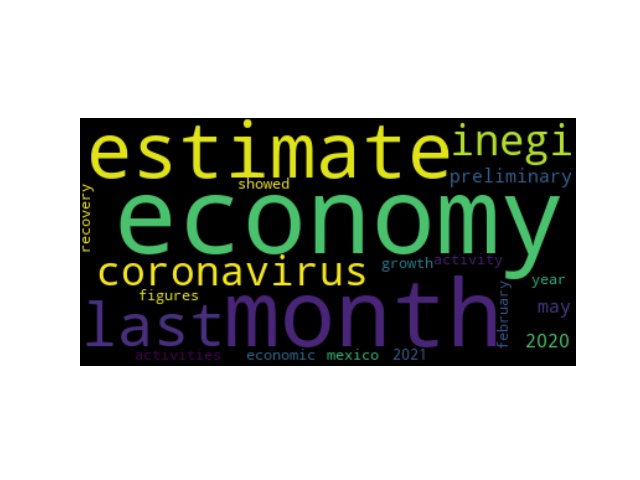 estimate inegi
preliminary
showed
recovery
economy
coronavirus growth activity
year
figures
last month february may
2020
activities economic mexico 2021